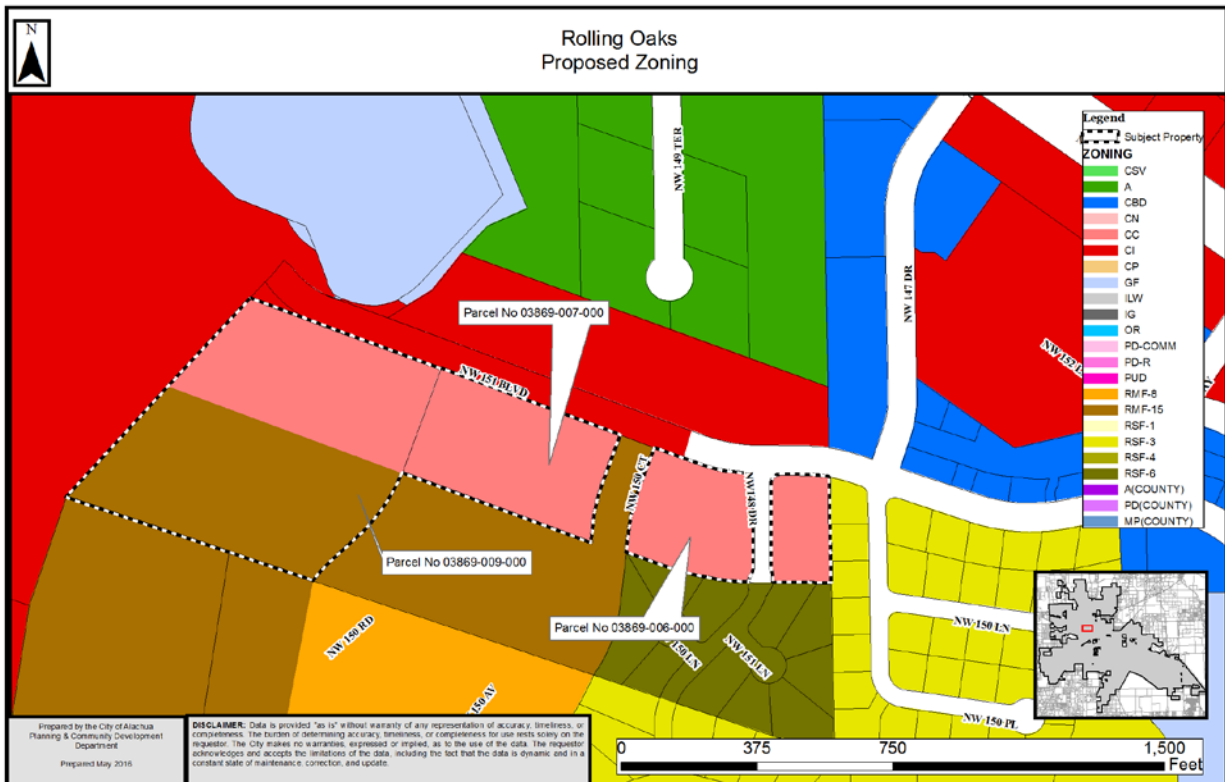 N
Rolling Oaks
Proposed Zoning
Legend
Subject Property
ZONING
CSV
A
CBD
CN
CC
CI
CP
GF
ILW
IG
OR
PD-COMM
PD-R
PUD
RMF-8
RMF-15
RSF-1
RSF-3
RSF-4
RSF-6
A(COUNTY)
PD(COUNTY)
MP(COUNTY)
NW 149 TER
NW 147 DR
NW 152
Parcel No 03869-007-000
NW 151 BLVD
NW 150 CT
NW 148 DR
Parcel No 03869-009-000
Parcel No 03869-006-000
NW 150 RD
150 LN
NW 151 LN
NW 150 LN
150 AV
NW 150 PL
Prepared by the City of Alachua
Planning & Community Development
Department
Prepared May 2016
DISCLAIMER: Data is provided "as is" without warranty of any representation of accuracy, timeliness, or
completeness. The burden of determining accuracy, timeliness, or completeness for use rests solely on the
requestor. The City makes no warranties, expressed or implied, as to the use of the data. The requestor
acknowledges and accepts the limitations of the data, including the fact that the data is dynamic and in a
constant state of maintenance, correction, and update.
0 375 750 1,500
Feet